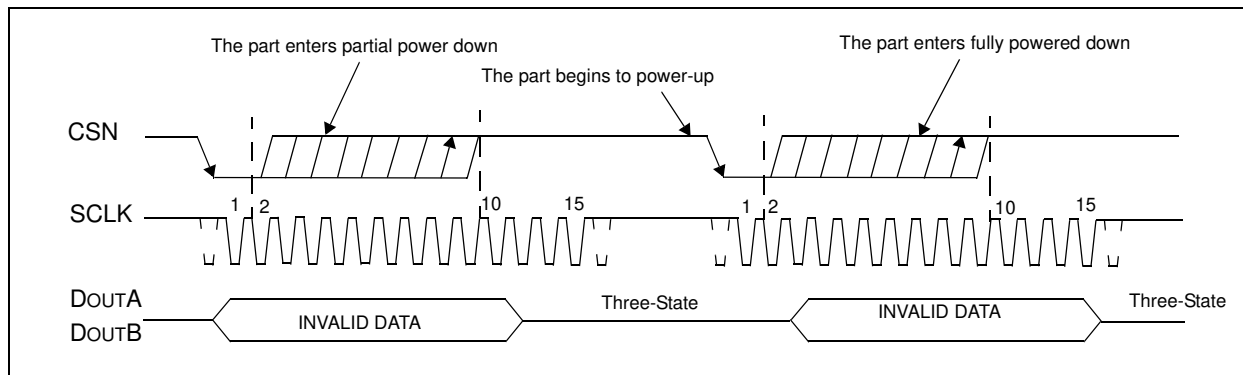 The part enters partial power down
The part enters fully powered down
The part begins to power-up
CSN
SCLK
1 2 10 15 1 2 10 15
DOUTA
DOUTB
INVALID DATA
Three-State
INVALID DATA
Three-State